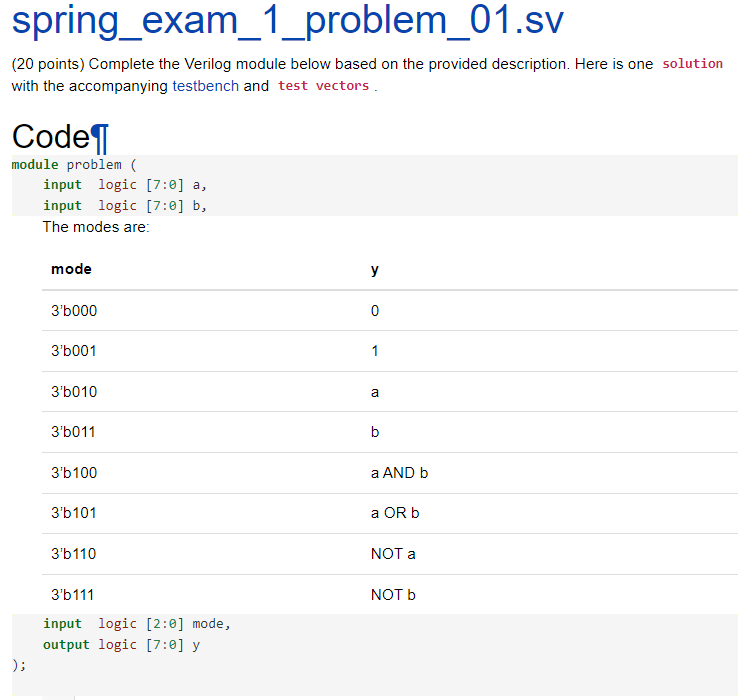 spring_exam_1_problem_01.sv
(20 points) Complete the Verilog module below based on the provided description. Here is one solution
with the accompanying testbench and test vectors .
Code¶
module problem (
    input  logic [7:0] a,
    input  logic [7:0] b,
The modes are:
mode y
3'b000 0
3'b001 1
3'b010 a
3'b011 b
3'b100 a AND b
3'b101 a OR b
3'b110 NOT a
3'b111 NOT b
    input  logic [2:0] mode,
    output logic [7:0] y
);